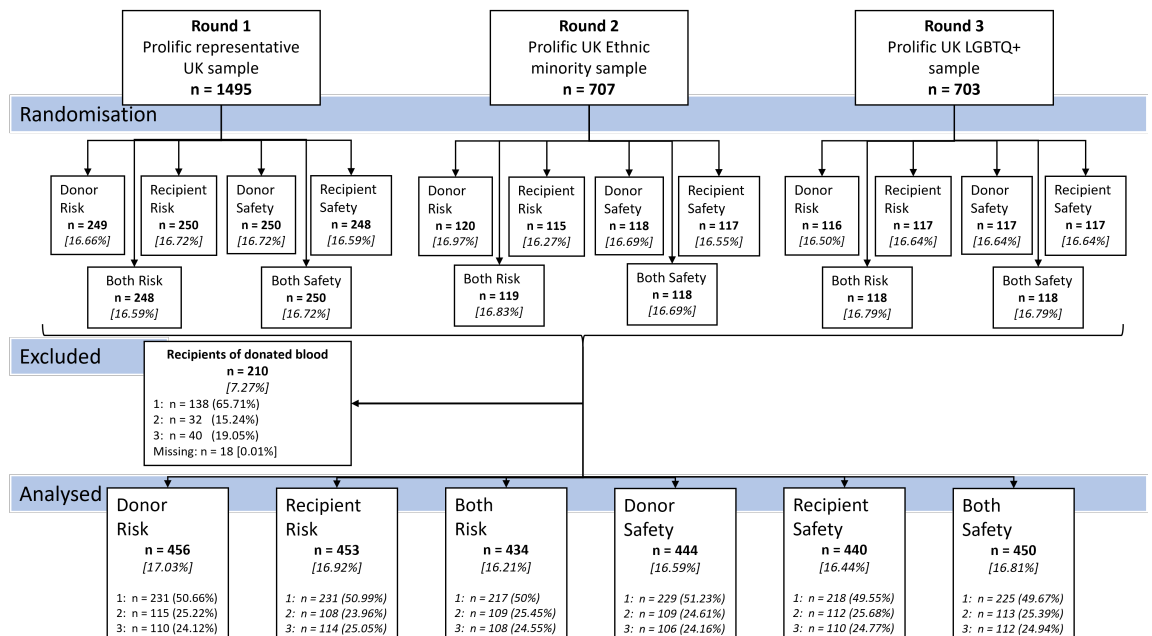 Round 1
Prolific representative
UK sample
n = 1495
Round 2
Prolific UK Ethnic
minority sample
n = 707
Round 3
Prolific UK LGBTQ+
sample
n = 703
Randomisation
Donor
Risk
n = 249
[16.66%]
Recipient
Risk
n = 250
[16.72%]
Donor
Safety
n = 250
[16.72%]
Recipient
Safety
n = 248
[16.59%]
Both Risk
n = 248
[16.59%]
Both Safety
n = 250
[16.72%]
Donor
Risk
n = 120
[16.97%]
Recipient
Risk
n = 115
[16.27%]
Donor
Safety
n = 118
[16.69%]
Recipient
Safety
n = 117
[16.55%]
Both Risk
n = 119
[16.83%]
Both Safety
n = 118
[16.69%]
Donor
Risk
n = 116
[16.50%]
Recipient
Risk
n = 117
[16.64%]
Donor
Safety
n = 117
[16.64%]
Recipient
Safety
n = 117
[16.64%]
Both Risk
n = 118
[16.79%]
Both Safety
n = 118
[16.79%]
Excluded
Recipients of donated blood
n = 210
[7.27%]
1: n = 138 (65.71%)
2: n = 32 (15.24%)
3: n = 40 (19.05%)
Missing: n = 18 [0.01%]
Analysed
Donor
Risk
n = 456
[17.03%]
1: n = 231 (50.66%)
2: n = 115 (25.22%)
3: n = 110 (24.12%)
Recipient
Risk
n = 453
[16.92%]
1: n = 231 (50.99%)
2: n = 108 (23.96%)
3: n = 114 (25.05%)
Both
Risk
n = 434
[16.21%]
1: n = 217 (50%)
2: n = 109 (25.45%)
3: n = 108 (24.55%)
Donor
Safety
n = 444
[16.59%]
1: n = 229 (51.23%)
2: n = 109 (24.61%)
3: n = 106 (24.16%)
Recipient
Safety
n = 440
[16.44%]
1: n = 218 (49.55%)
2: n = 112 (25.68%)
3: n = 110 (24.77%)
Both
Safety
n = 450
[16.81%]
1: n = 225 (49.67%)
2: n = 113 (25.39%)
3: n = 112 (24.94%)